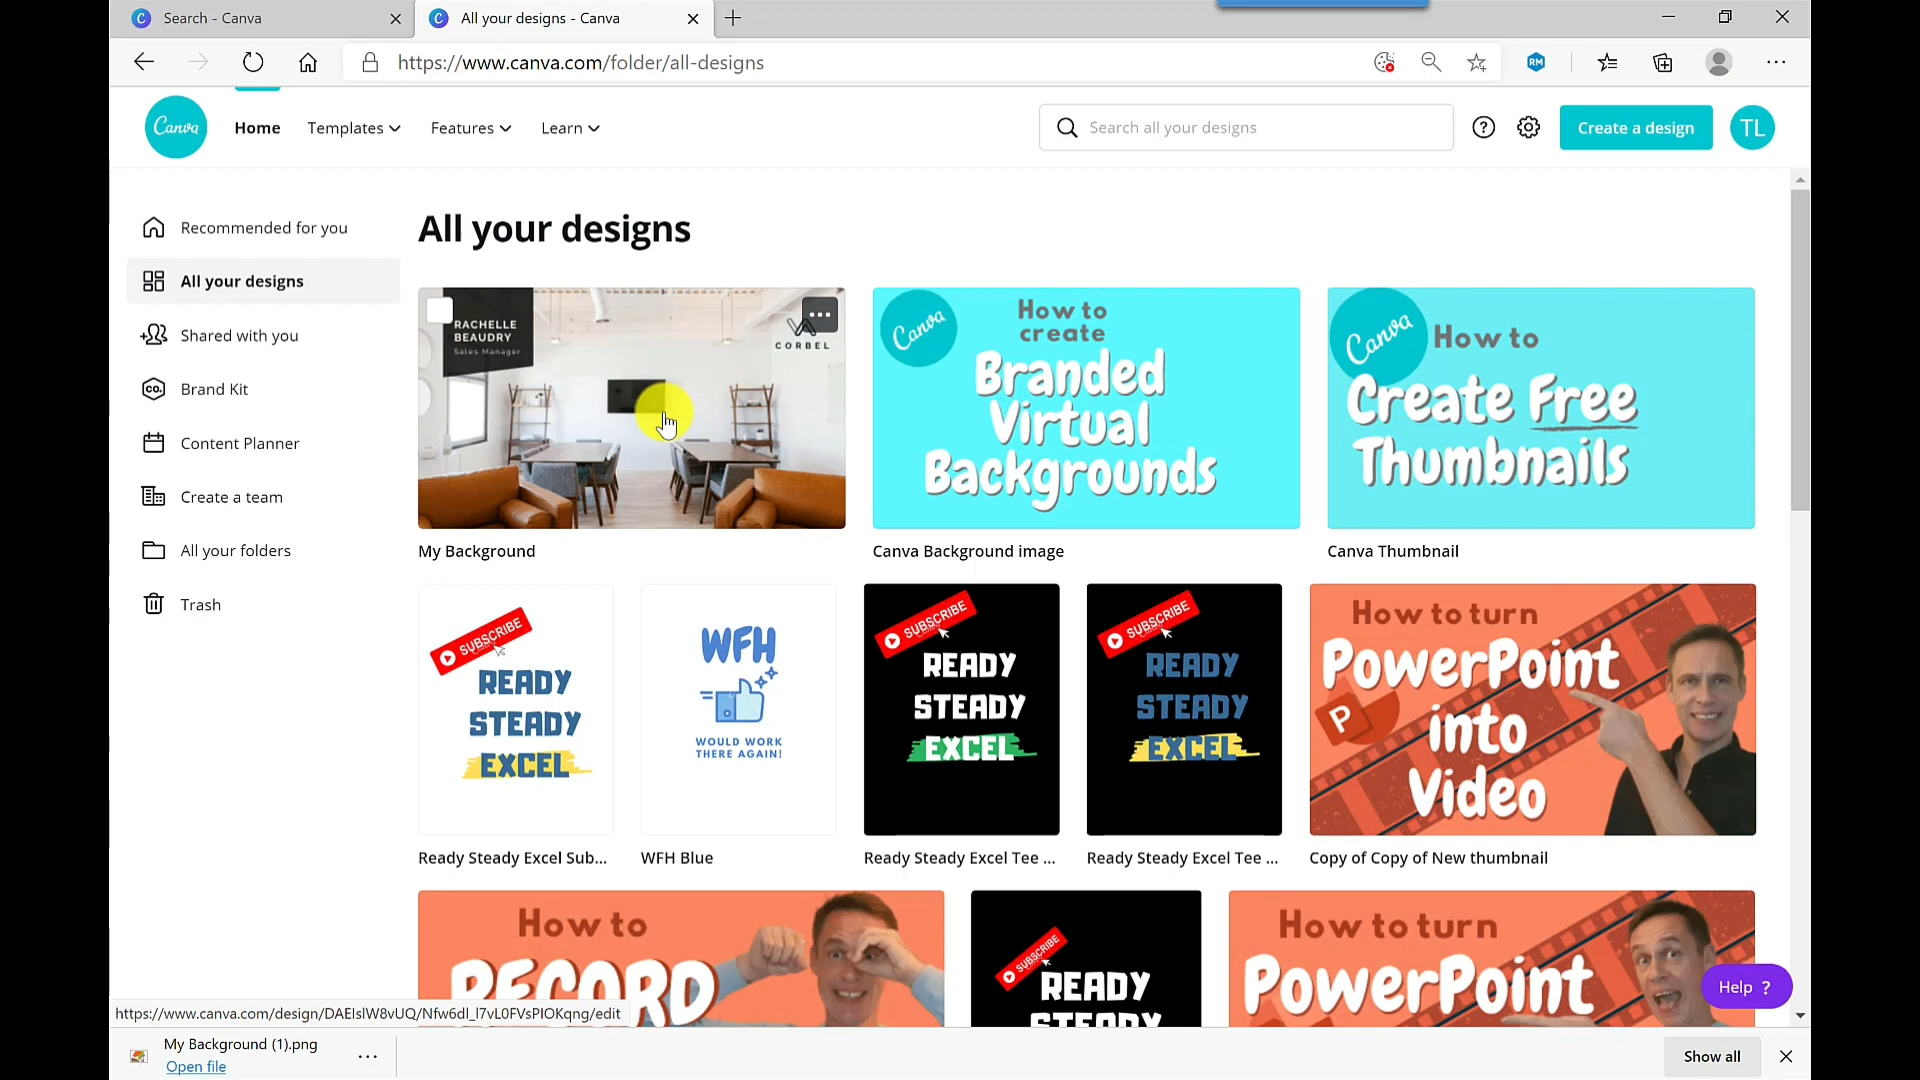 Search - Canva
All your designs - Canva
https://www.canva.com/folder/all-designs
RM
Canva
Home
Templates
Features
Learn
Search all your designs
Create a design
TL
Recommended for you
All your designs
Shared with you
CO.
Brand Kit
Content Planner
Create a team
All your folders
Trash
All your designs
RACHELLE
BEAUDRY
Sales Manager
CORBEL
My Background
Canva
How to
create
Branded
Virtual
Backgrounds
Canva Background image
Canva
How to
Create Free
Thumbnails
Canva Thumbnail
SUBSCRIBE
READY
STEADY
EXCEL
Ready Steady Excel Sub...
WFH
WOULD WORK
THERE AGAIN!
WFH Blue
SUBSCRIBE
READY
STEADY
EXCEL
Ready Steady Excel Tee ...
SUBSCRIBE
READY
STEADY
EXCEL
Ready Steady Excel Tee ...
How to turn
PowerPoint
P
into
Video
Copy of Copy of New thumbnail
How to
RECORD
SUBSCRIBE
READY
STEADY
How to turn
PowerPoint
Help ?
https://www.canva.com/design/DAEIslW8vUQ/Nfw6dl_l7vL0FVsPIOKqng/edit
My Background (1).png
Open file
Show all